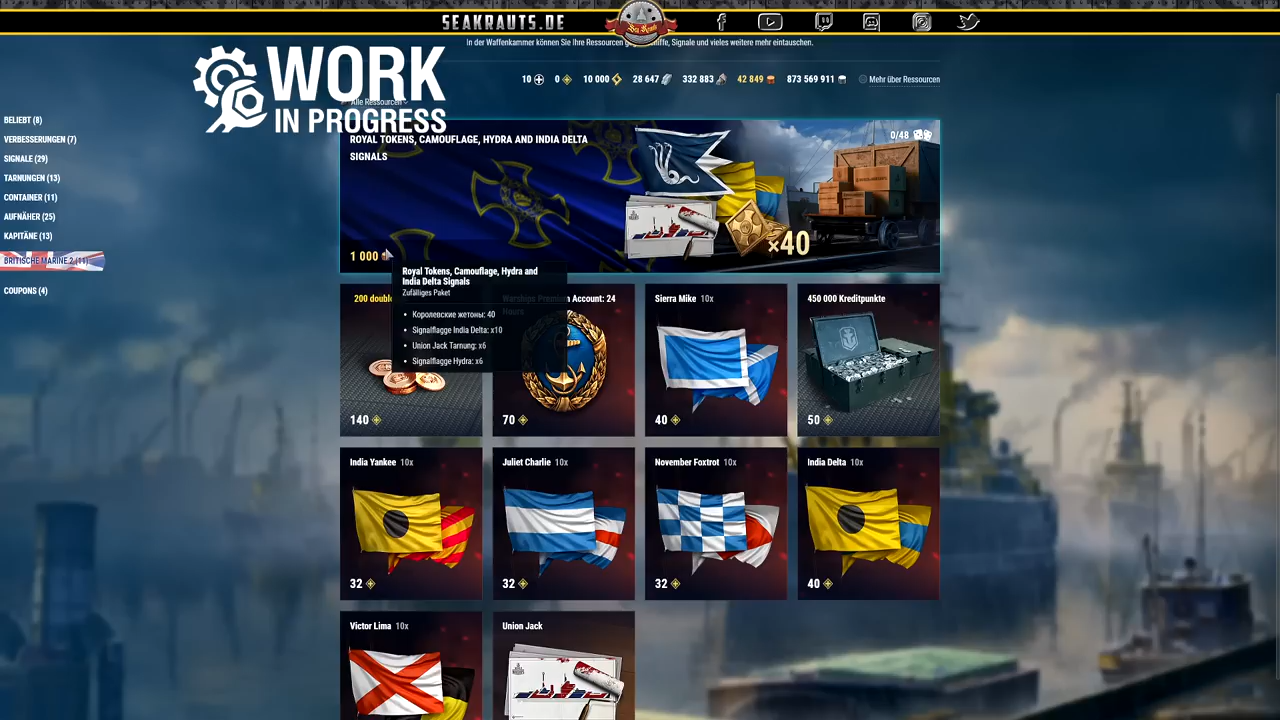 SEAKRAUTS.DE
Sea Krauts
In der Waffenkammer können Sie Ihre Ressourcen Schiffe, Signale und vieles weitere mehr eintauschen.
WORK
IN PROGRESS
10 0 10 000 28 647 332 883 42 849 873 569 911 Mehr über Ressourcen
Alle Ressourcen
BELIEBT (8)
VERBESSERUNGEN (7)
SIGNALE (29)
TARNUNGEN (13)
CONTAINER (11)
AUFNÄHER (25)
KAPITÄNE (13)
BRITISCHE MARINE 2 (11)
COUPONS (4)
ROYAL TOKENS, CAMOUFLAGE, HYDRA AND INDIA DELTA
SIGNALS
0/48
×40
1 000
Royal Tokens, Camouflage, Hydra and
India Delta Signals
Zufälliges Paket
• Королевские жетоны: 40
• Signalflagge India Delta: x10
• Union Jack Tarnung: x6
• Signalflagge Hydra: x6
200 doubl
140
Warships Premium Account: 24
Hours
70
Sierra Mike 10x
40
450 000 Kreditpunkte
50
India Yankee 10x
32
Juliet Charlie 10x
32
November Foxtrot 10x
32
India Delta 10x
40
Victor Lima 10x
Union Jack